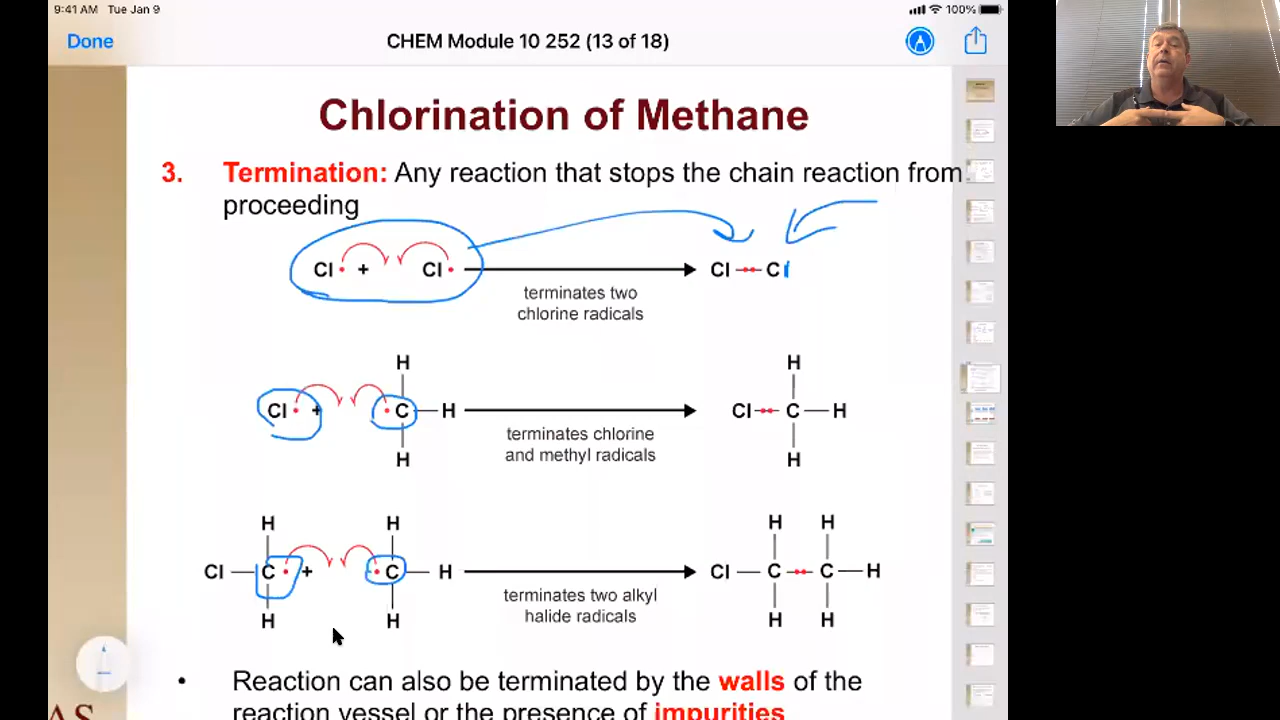 9:41 AM Tue Jan 9
100%
Done
CHEM Module 10 252 (13 of 18)
Chlorination of Methane
3. Termination: Any reaction that stops the chain reaction from
proceeding
Cl • + Cl • Cl Cl
terminates two
chlorine radicals
H H
Cl • + • C H Cl C H
terminates chlorine
and methyl radicals
H H
H H H H
Cl C • + • C H Cl C C H
terminates two alkyl
halide radicals
H H H H
• Reaction can also be terminated by the walls of the
reaction vessel or the presence of impurities
AS